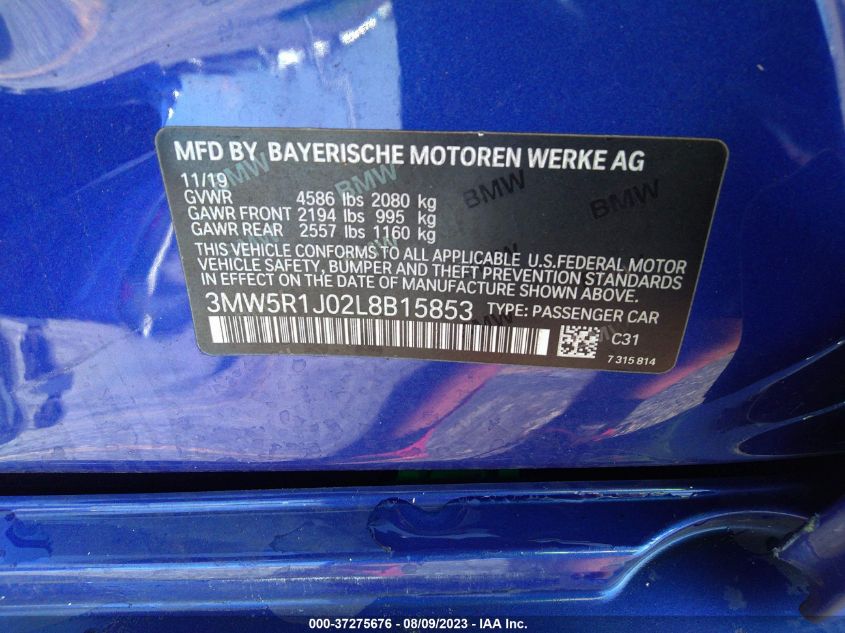 MFD BY BAYERISCHE MOTOREN WERKE AG
11/19
GVWR 4586 lbs 2080 kg
GAWR FRONT 2194 lbs 995 kg
GAWR REAR 2557 lbs 1160 kg
THIS VEHICLE CONFORMS TO ALL APPLICABLE U.S.FEDERAL MOTOR
VEHICLE SAFETY, BUMPER AND THEFT PREVENTION STANDARDS
IN EFFECT ON THE DATE OF MANUFACTURE SHOWN ABOVE.
3MW5R1J02L8B15853 TYPE: PASSENGER CAR
C31
7 315 814
BMW
BMW
BMW
000-37275676 - 08/09/2023 - IAA Inc.